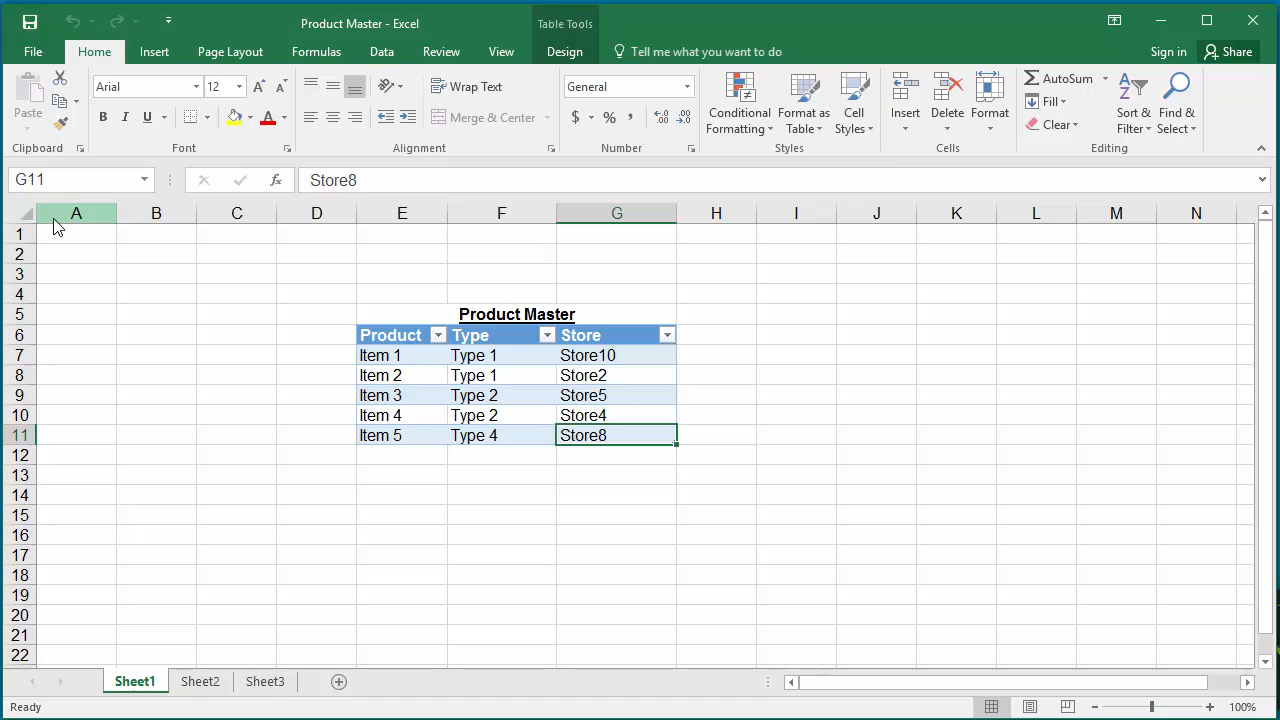 Product Master - Excel
Table Tools
File Home Insert Page Layout Formulas Data Review View Design Tell me what you want to do Sign in Share
Arial 12 Wrap Text General AutoSum
Paste Fill
B I U Merge & Center $ % , Conditional Formatting Format as Table Cell Styles Insert Delete Format Clear Sort & Filter Find & Select
Clipboard Font Alignment Number Styles Cells Editing
G11 fx Store8
A B C D E F G H I J K L M N
1
2
3
4
5 Product Master
6 Product Type Store
7 Item 1 Type 1 Store10
8 Item 2 Type 1 Store2
9 Item 3 Type 2 Store5
10 Item 4 Type 2 Store4
11 Item 5 Type 4 Store8
12
13
14
15
16
17
18
19
20
21
22
Sheet1 Sheet2 Sheet3
Ready 100%